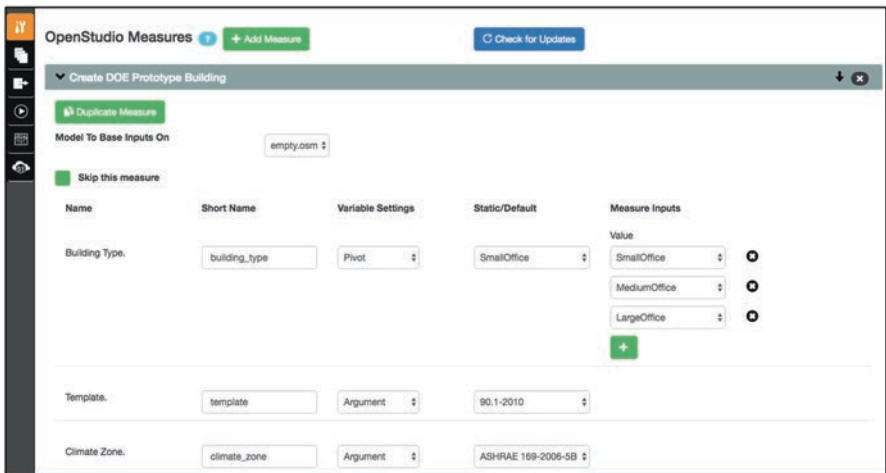 OpenStudio Measures ? + Add Measure Check for Updates
Create DOE Prototype Building
Duplicate Measure
Model To Base Inputs On empty.osm
Skip this measure
Name Short Name Variable Settings Static/Default Measure Inputs
Value
Building Type. building_type Pivot SmallOffice SmallOffice
MediumOffice
LargeOffice
+
Template. template Argument 90.1-2010
Climate Zone. climate_zone Argument ASHRAE 169-2006-5B